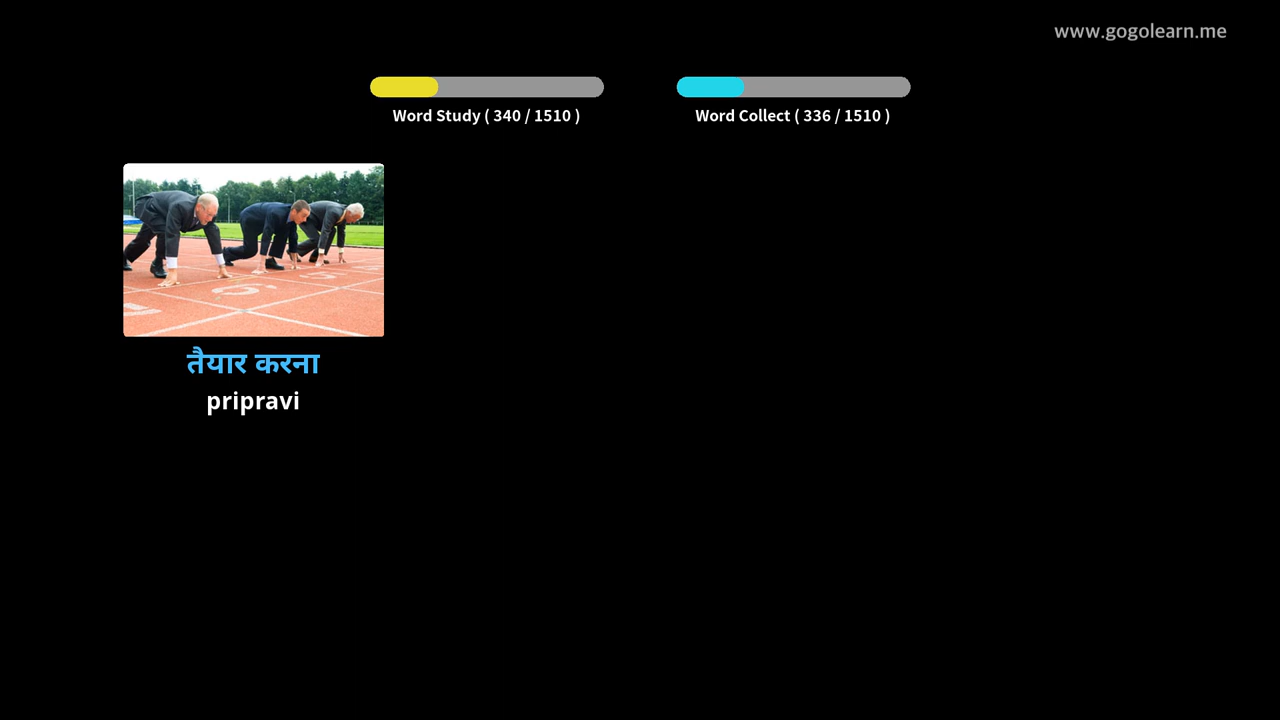 www.gogolearn.me
Word Study ( 340 / 1510 )
Word Collect ( 336 / 1510 )
तैयार करना
pripravi